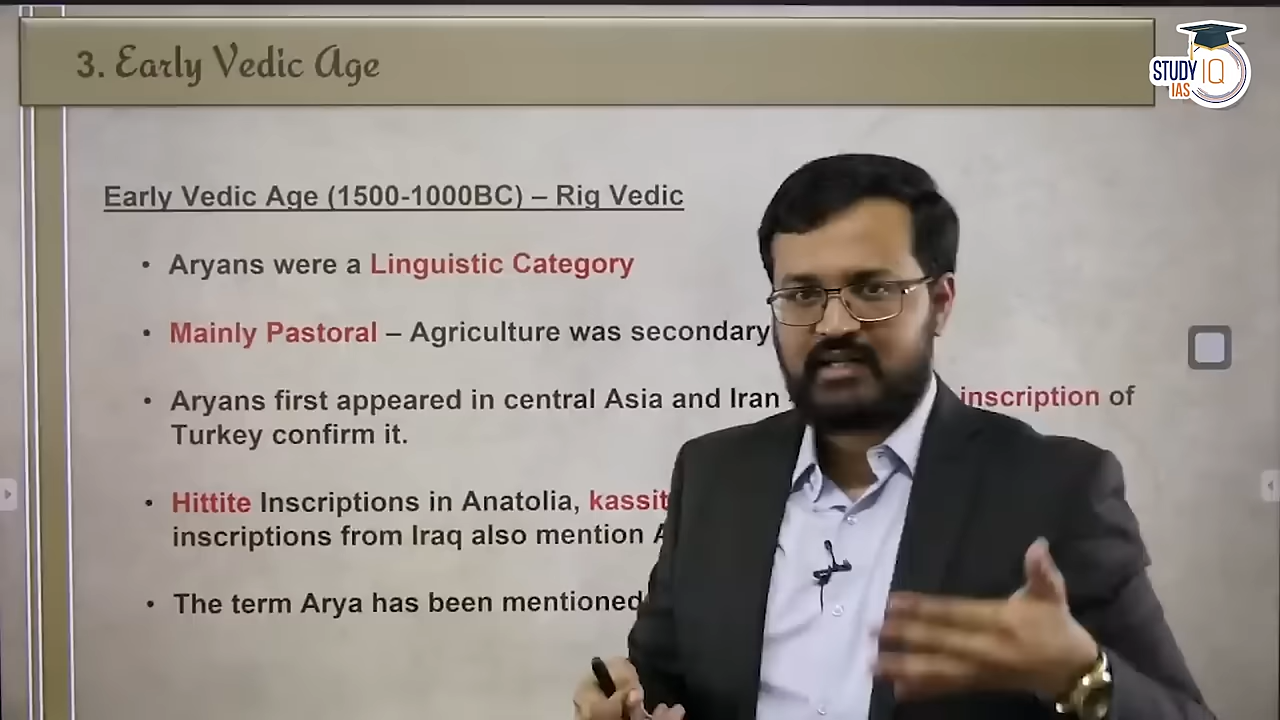 3. Early Vedic Age
STUDY IQ
IAS
Early Vedic Age (1500-1000BC) – Rig Vedic
• Aryans were a Linguistic Category
• Mainly Pastoral – Agriculture was secondary
• Aryans first appeared in central Asia and Iran inscription of
Turkey confirm it.
• Hittite Inscriptions in Anatolia, kassit
inscriptions from Iraq also mention A
• The term Arya has been mentioned